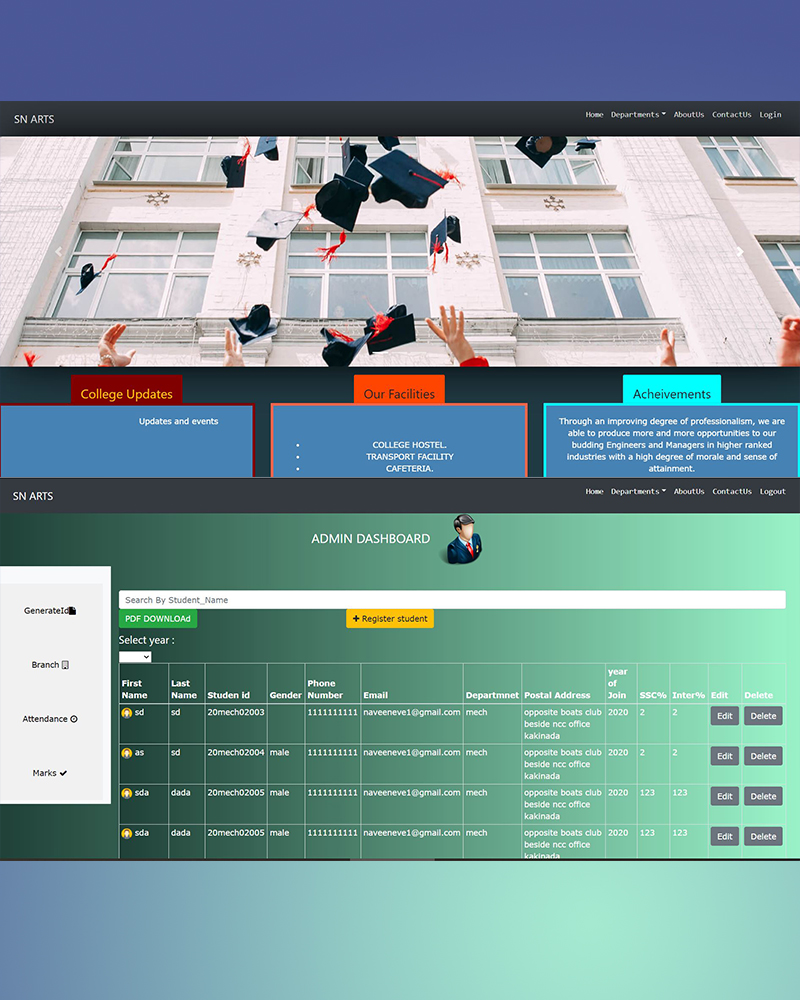 SN ARTS
Home Departments AboutUs ContactUs Login
College Updates
Updates and events
Our Facilities
COLLEGE HOSTEL.
TRANSPORT FACILITY
CAFETERIA.
Acheivements
Through an improving degree of professionalism, we are
able to produce more and more opportunities to our
budding Engineers and Managers in higher ranked
industries with a high degree of morale and sense of
attainment.
SN ARTS
Home Departments AboutUs ContactUs Logout
ADMIN DASHBOARD
GenerateId
Branch
Attendance
Marks
Search By Student_Name
PDF DOWNLOAd
Register student
Select year :
First Name Last Name Studen id Gender Phone Number Email Departmnet Postal Address year of Join SSC% Inter% Edit Delete
sd sd 20mech02003 1111111111 naveeneve1@gmail.com mech opposite boats club beside ncc office kakinada 2020 2 2 Edit Delete
as sd 20mech02004 male 1111111111 naveeneve1@gmail.com mech opposite boats club beside ncc office kakinada 2020 2 2 Edit Delete
sda dada 20mech02005 male 1111111111 naveeneve1@gmail.com mech opposite boats club beside ncc office kakinada 2020 123 123 Edit Delete
sda dada 20mech02005 male 1111111111 naveeneve1@gmail.com mech opposite boats club beside ncc office kakinada 2020 123 123 Edit Delete